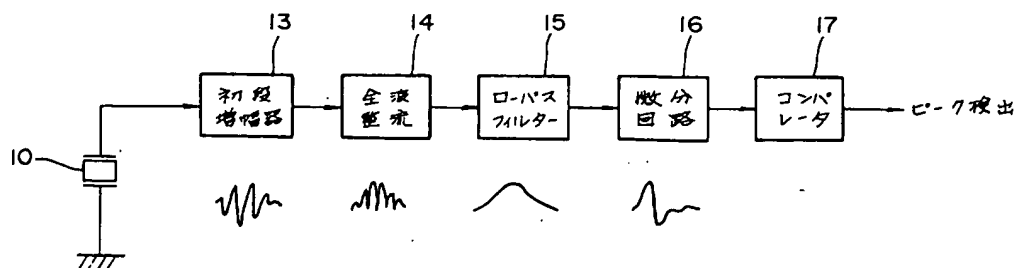 13
14
15
16
17
初段
増幅路
全波
整流
ローパス
フィルター
微分
回路
コンパ
レータ
ピーク検出
10